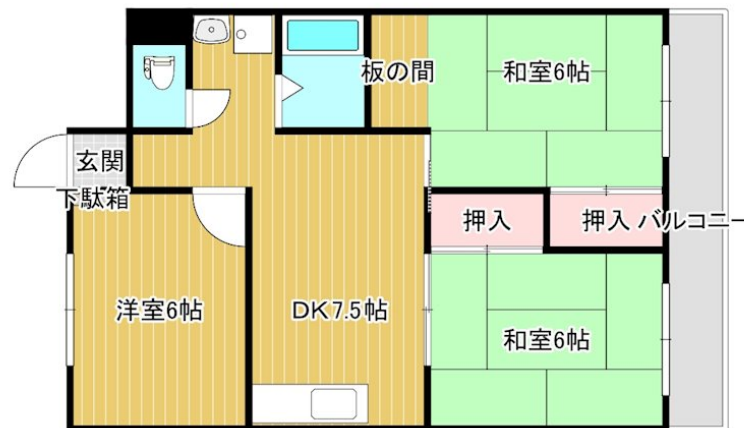 板の間
和室6帖
玄関
下駄箱
押入
押入
バルコニー
洋室6帖
DK7.5帖
和室6帖